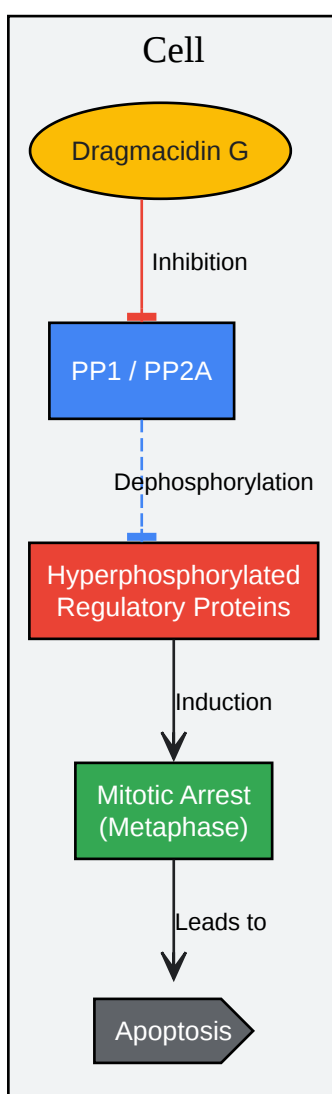 Cell
Dragmacidin G
Inhibition
PP1 / PP2A
Dephosphorylation
Hyperphosphorylated
Regulatory Proteins
Induction
Mitotic Arrest
(Metaphase)
Leads to
Apoptosis